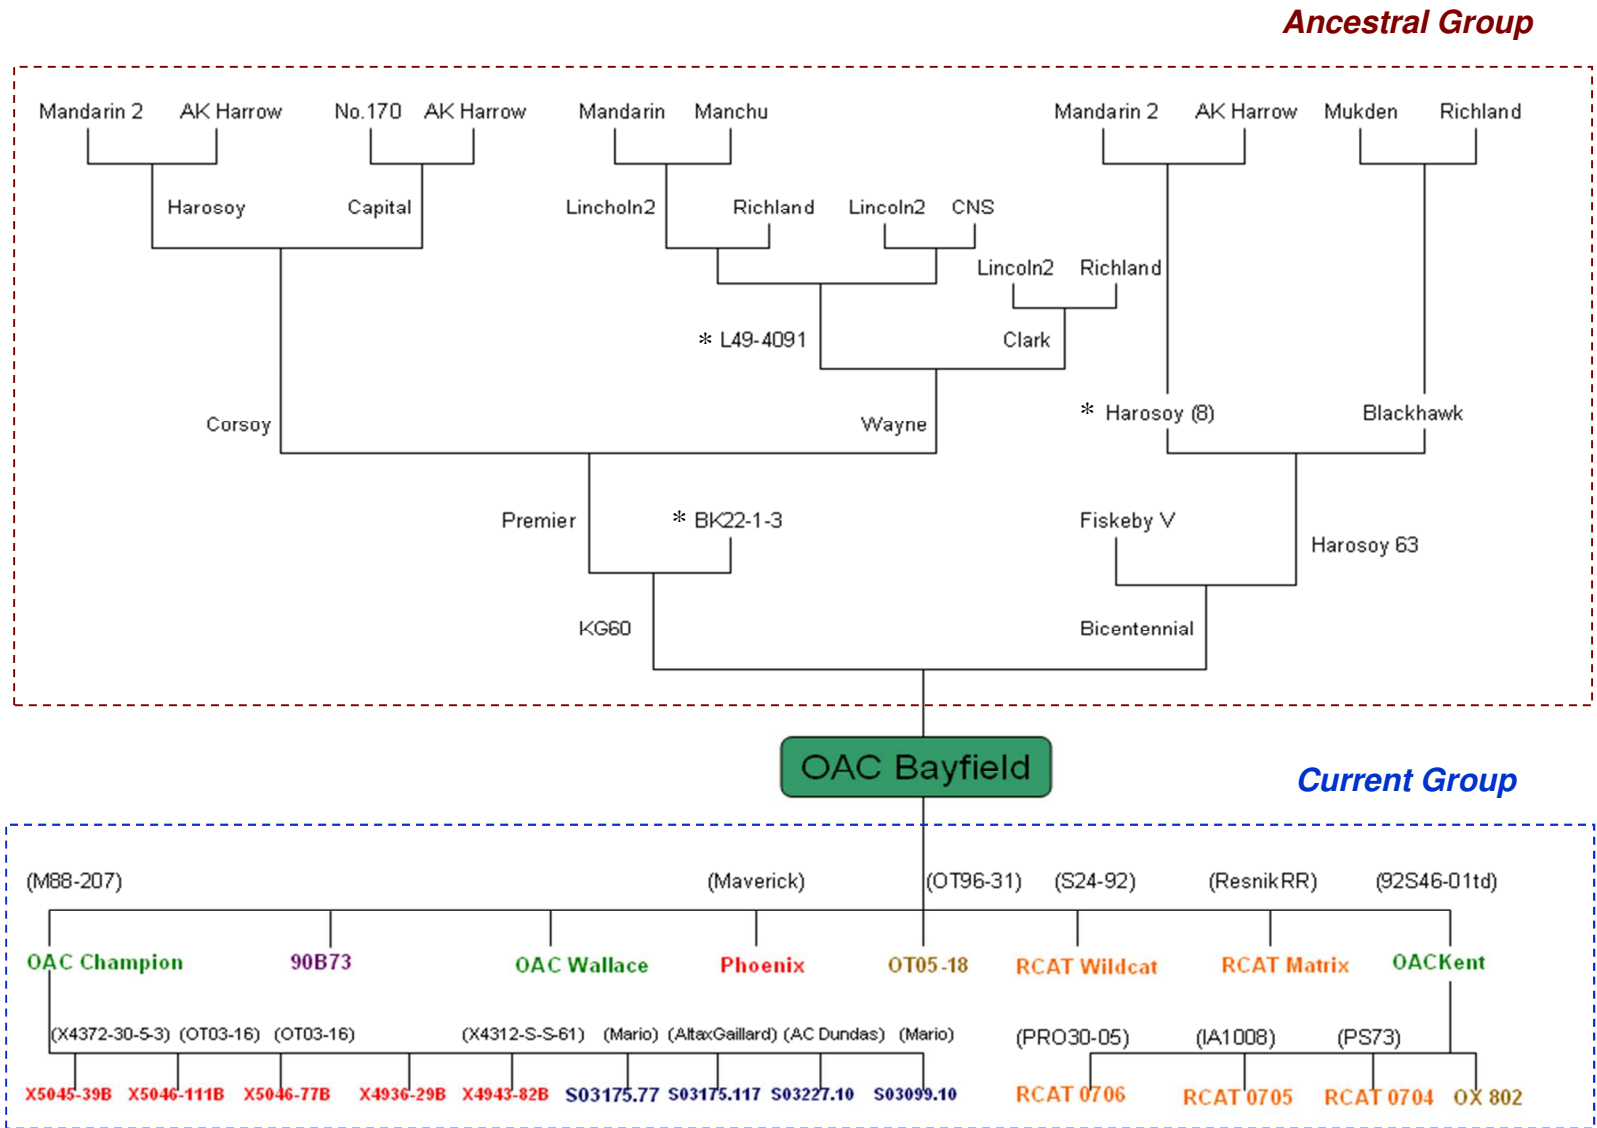 Ancestral Group
Mandarin 2 AK Harrow No.170 AK Harrow Mandarin Manchu Mandarin 2 AK Harrow Mukden Richland
Harosoy Capital Lincholn2 Richland Lincoln2 CNS
Lincoln2 Richland
* L49-4091 Clark
* Harosoy (8) Blackhawk
Corsoy Wayne
Premier * BK22-1-3 Fiskeby V
Harosoy 63
KG60 Bicentennial
OAC Bayfield
Current Group
(M88-207) (Maverick) (OT96-31) (S24-92) (ResnikRR) (92S46-01td)
OAC Champion 90B73 OAC Wallace Phoenix OT05-18 RCAT Wildcat RCAT Matrix OACKent
(X4372-30-5-3) (OT03-16) (OT03-16) (X4312-S-S-61) (Mario) (AltaxGaillard) (AC Dundas) (Mario) (PRO30-05) (IA1008) (PS73)
X5045-39B X5046-111B X5046-77B X4936-29B X4943-82B S03175.77 S03175.117 S03227.10 S03099.10 RCAT 0706 RCAT 0705 RCAT 0704 OX 802